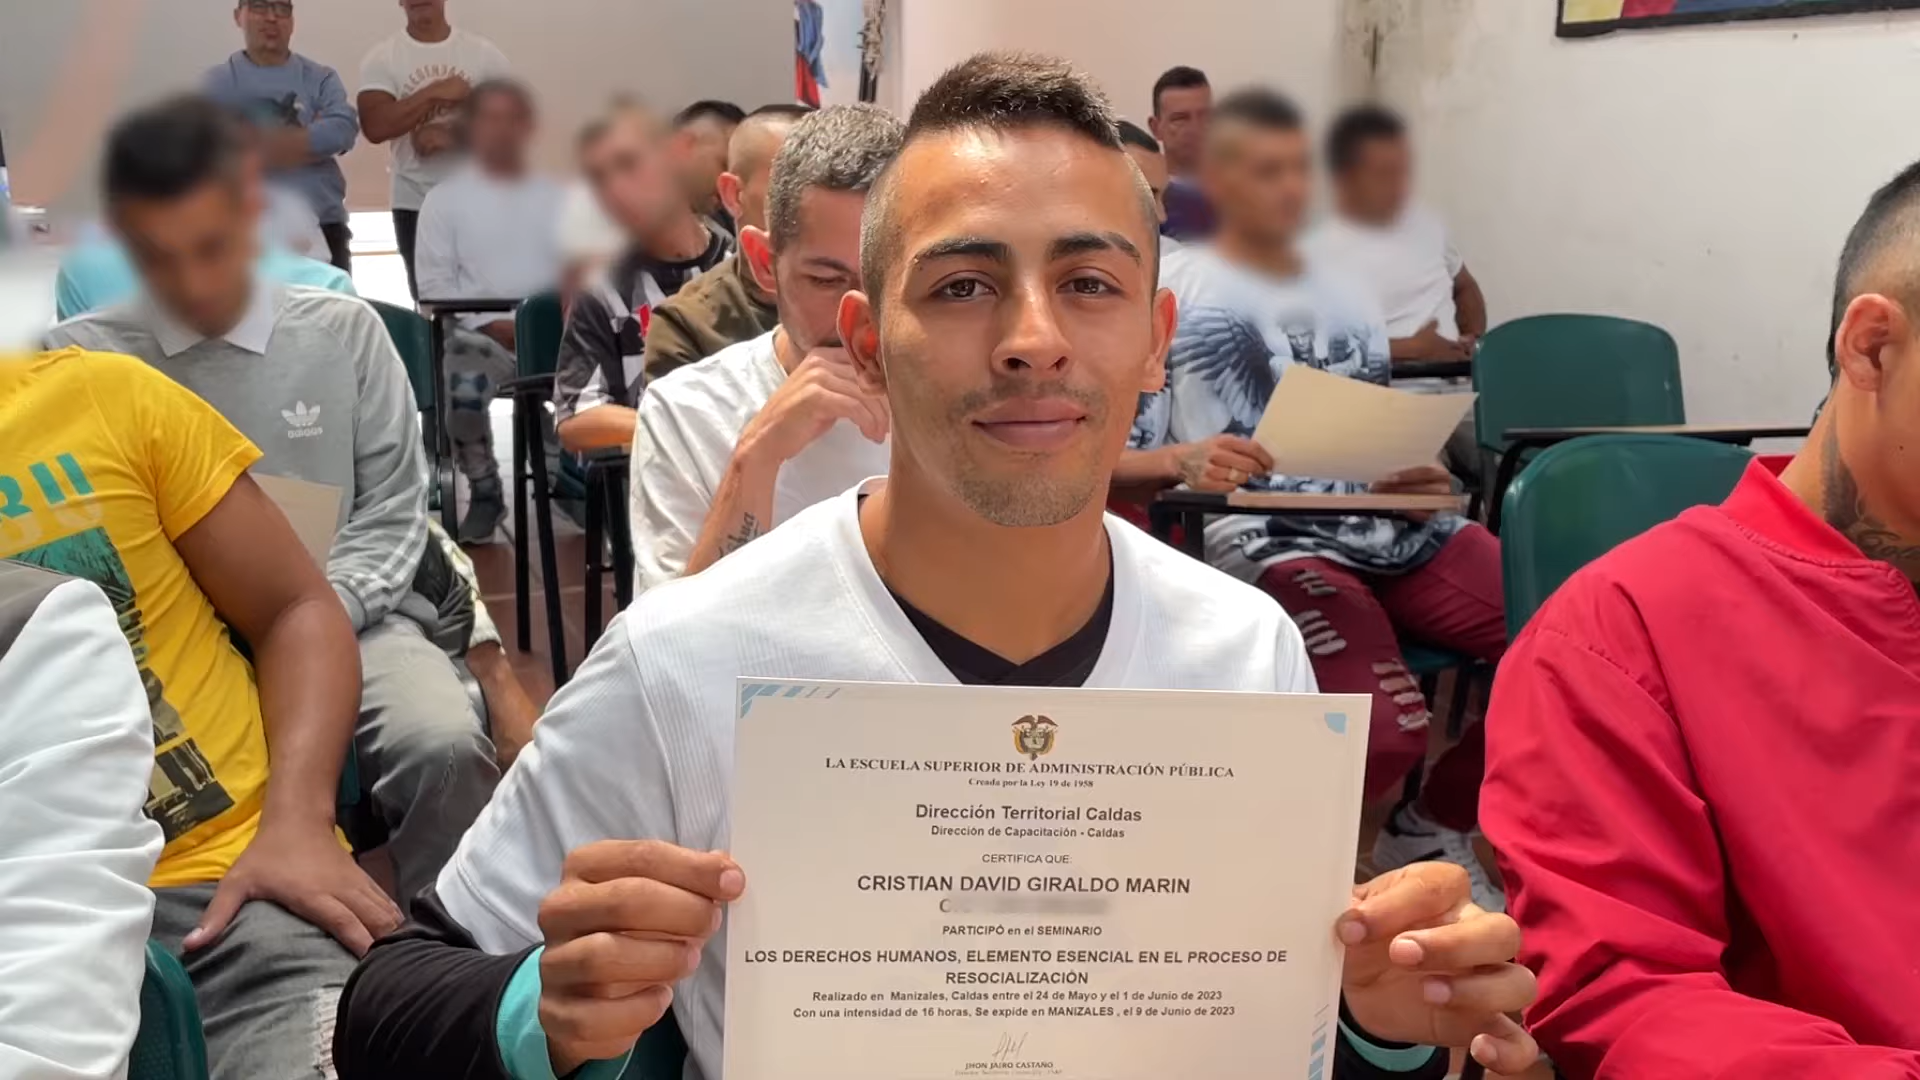 adidas
LA ESCUELA SUPERIOR DE ADMINISTRACIÓN PÚBLICA
Creada por la Ley 19 de 1958
Dirección Territorial Caldas
Dirección de Capacitación - Caldas
CERTIFICA QUE:
CRISTIAN DAVID GIRALDO MARIN
PARTICIPÓ en el SEMINARIO
LOS DERECHOS HUMANOS, ELEMENTO ESENCIAL EN EL PROCESO DE
RESOCIALIZACIÓN
Realizado en Manizales, Caldas entre el 24 de Mayo y el 1 de Junio de 2023
Con una intensidad de 16 horas, Se expide en MANIZALES , el 9 de Junio de 2023
JHON JAIRO CASTAÑO